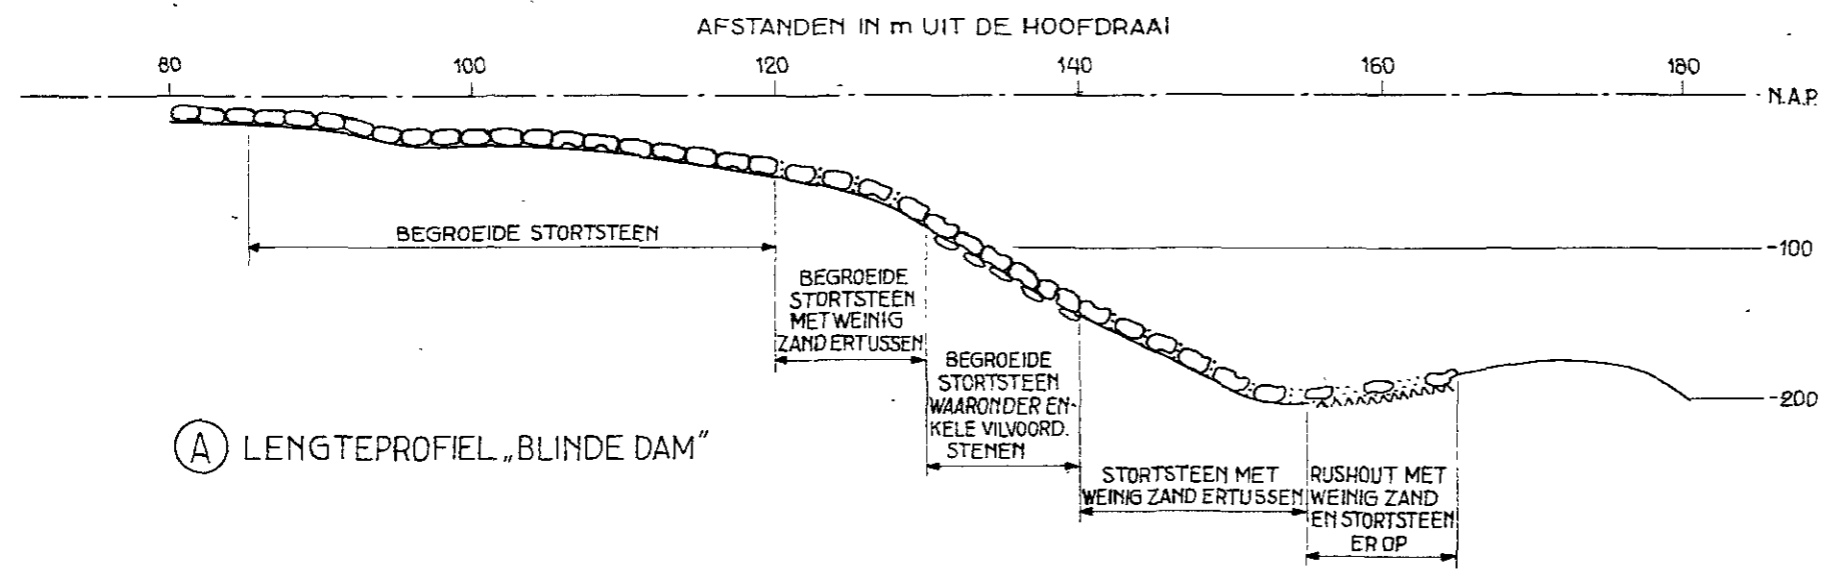 AFSTANDEN IN m UIT DE HOOFDRAAI
80 100 120 140 160 180
N.A.P.
-100
-200
BEGROEIDE STORTSTEEN
BEGROEIDE
STORTSTEEN
MET WEINIG
ZAND ERTUSSEN
BEGROEIDE
STORTSTEEN
WAARONDER EN-
KELE VILVOORD.
STENEN
STORTSTEEN MET
WEINIG ZAND ERTUSSEN
RIJSHOUT MET
WEINIG ZAND
EN STORTSTEEN
ER OP
A LENGTEPROFIEL „BLINDE DAM”